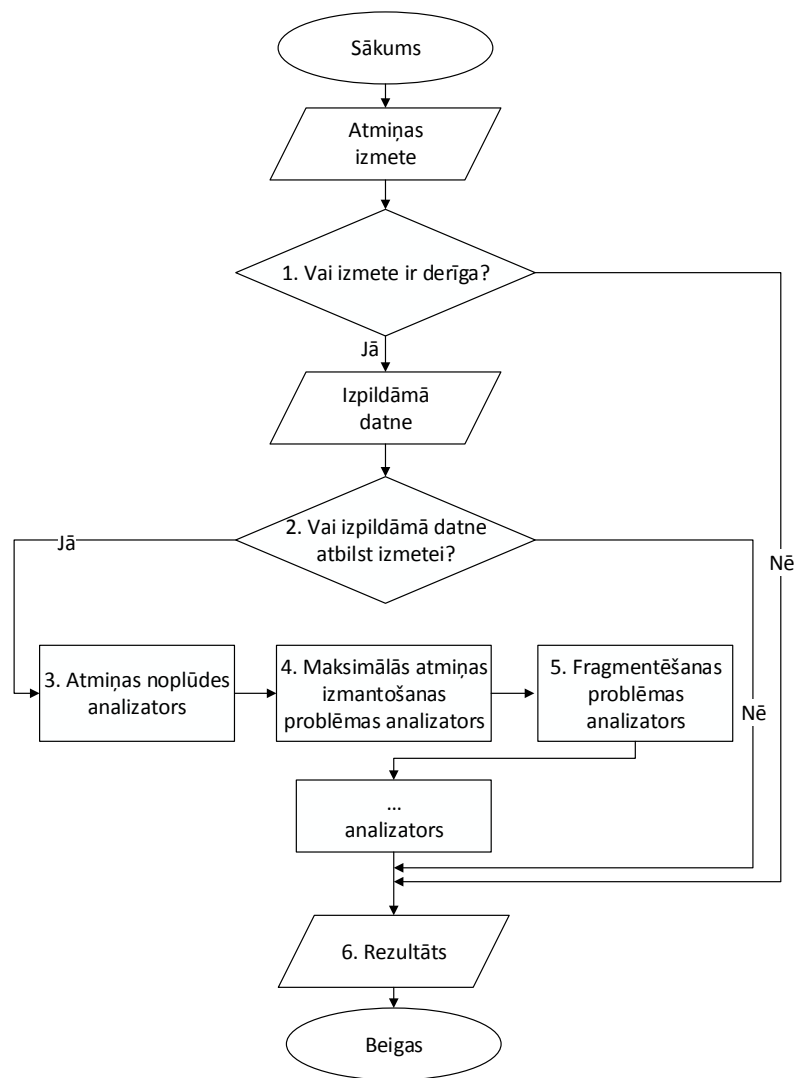 Sākums
Atmiņas
izmete
1. Vai izmete ir derīga?
Jā
Izpildāmā
datne
2. Vai izpildāmā datne
atbilst izmetei?
Jā
Nē
3. Atmiņas noplūdes
analizators
4. Maksimālās atmiņas
izmantošanas
problēmas analizators
5. Fragmentēšanas
problēmas
analizators
Nē
...
analizators
6. Rezultāts
Beigas